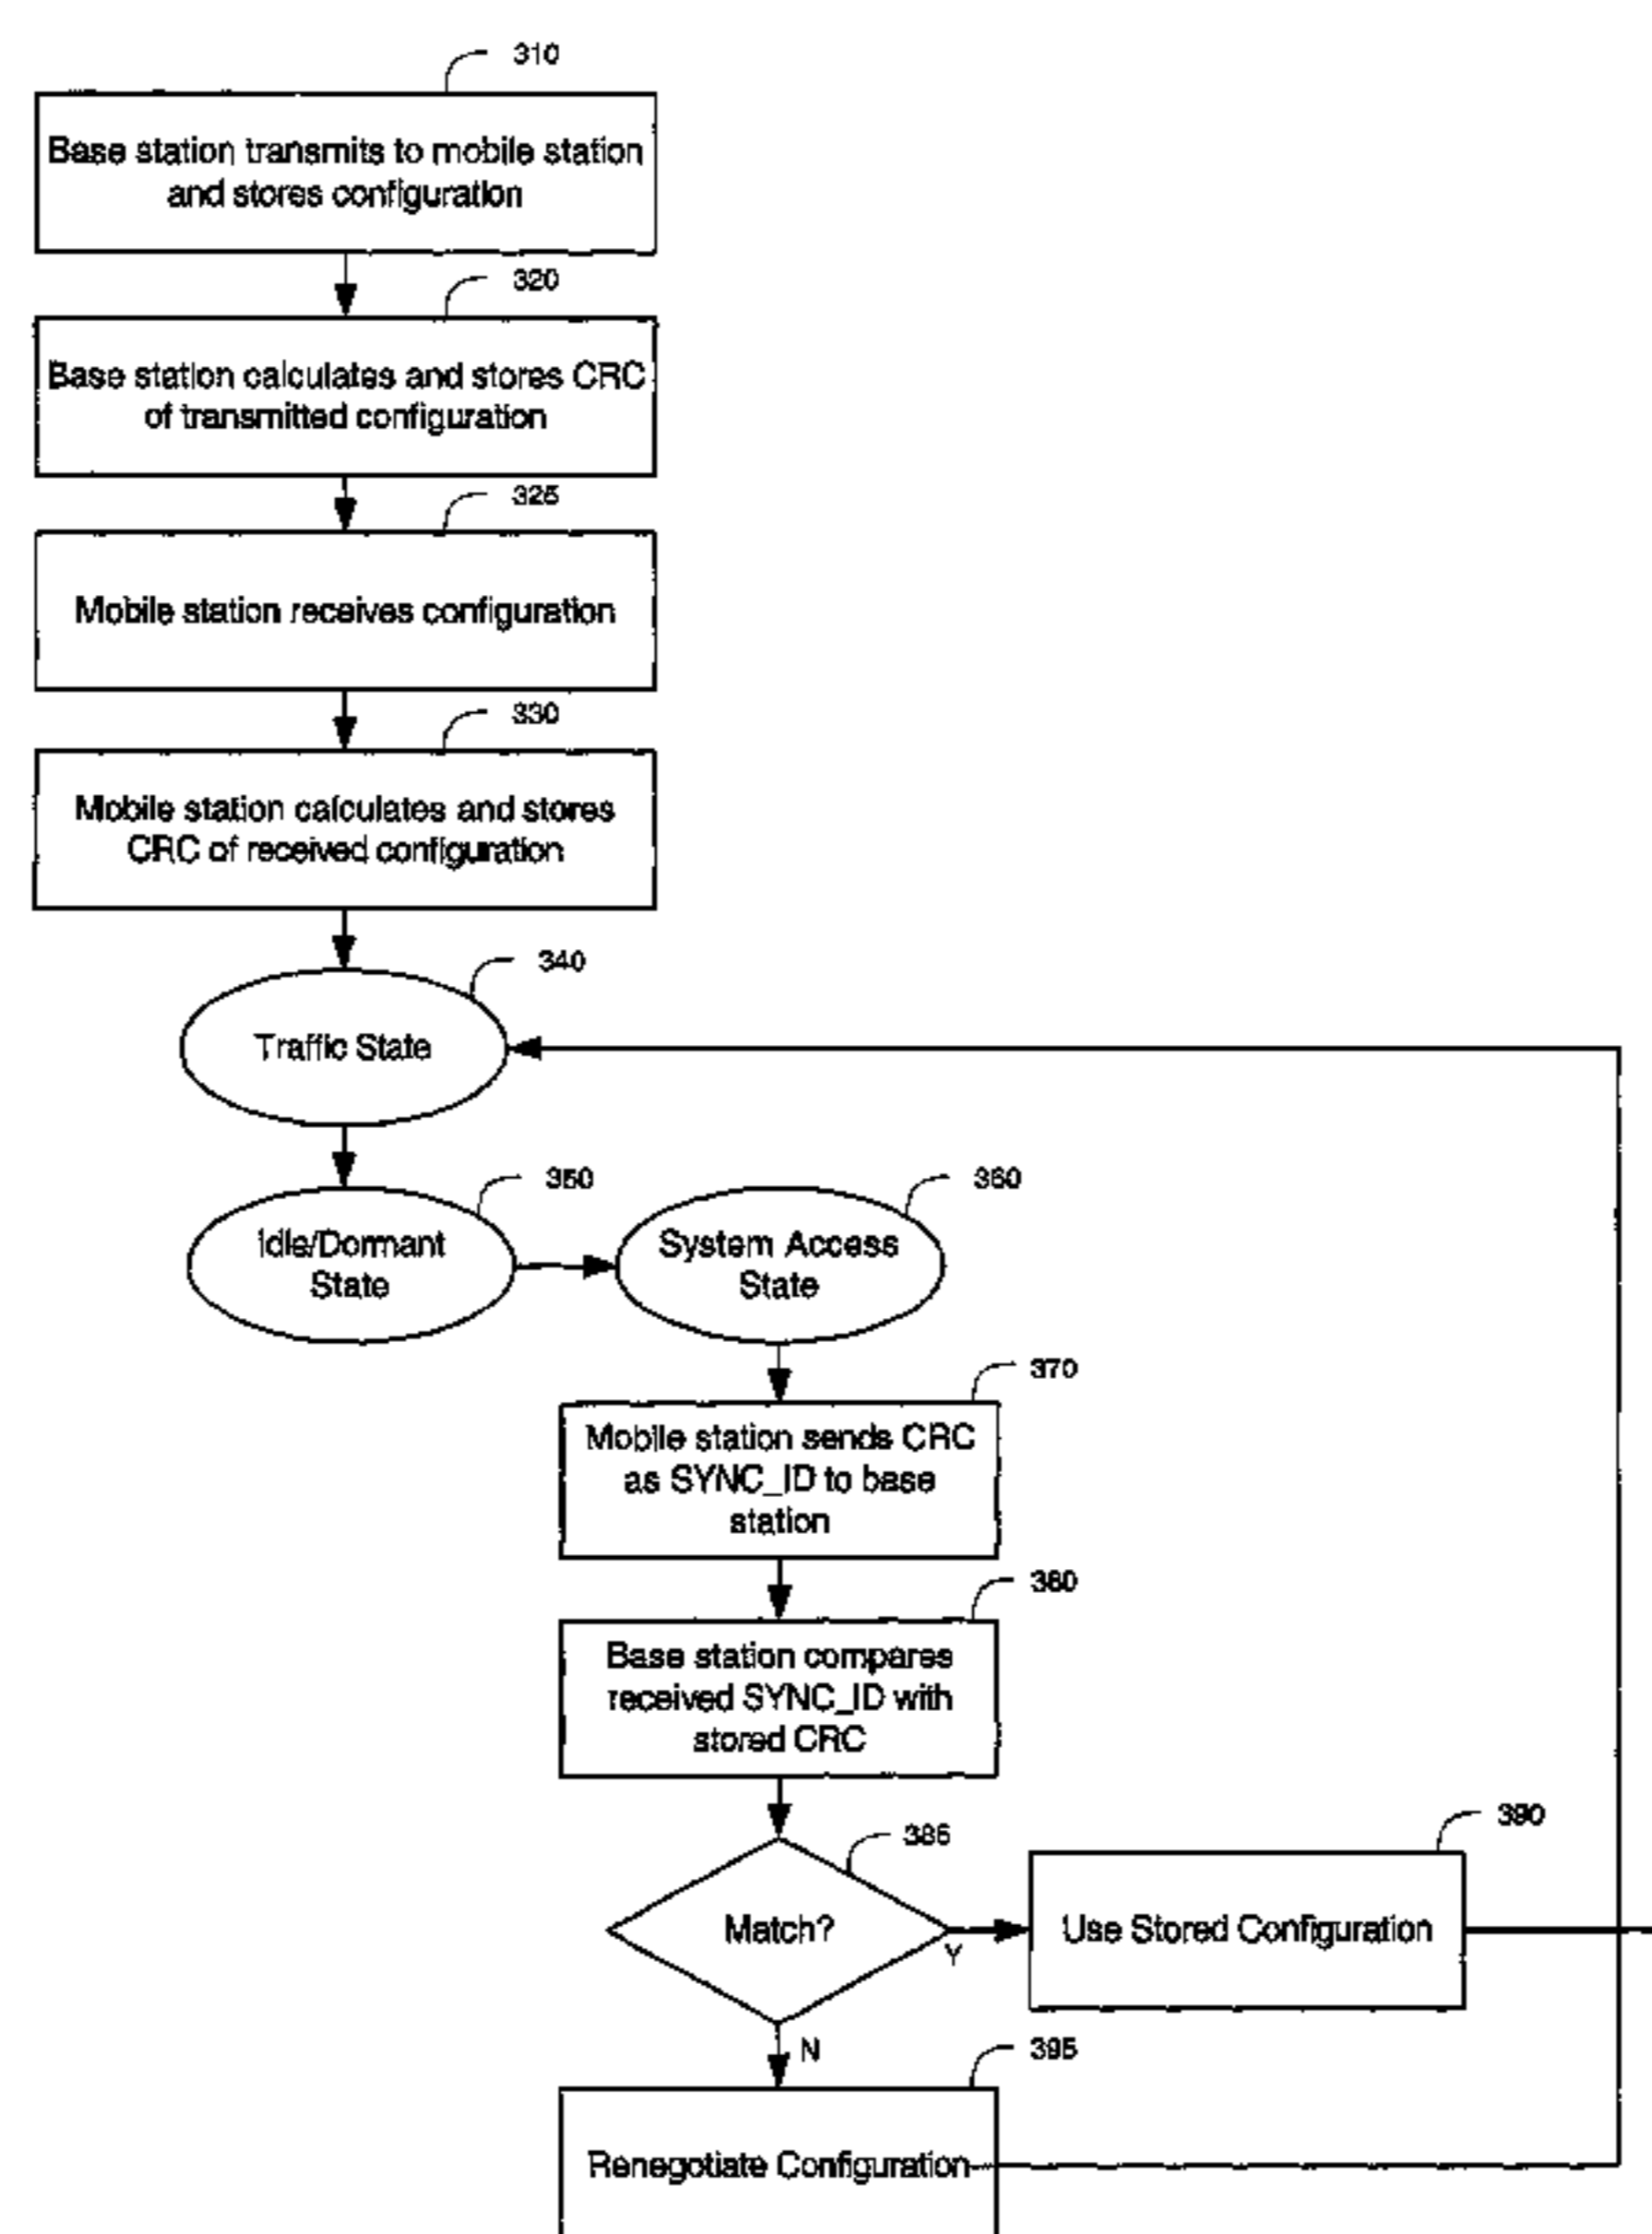 310
Base station transmits to mobile station
and stores configuration
320
Base station calculates and stores CRC
of transmitted configuration
325
Mobile station receives configuration
330
Mobile station calculates and stores
CRC of received configuration
340
Traffic State
350
Idle/Dormant
State
360
System Access
State
370
Mobile station sends CRC
as SYNC_ID to base
station
380
Base station compares
received SYNC_ID with
stored CRC
385
Match?
Y
390
Use Stored Configuration
N
395
Renegotiate Configuration